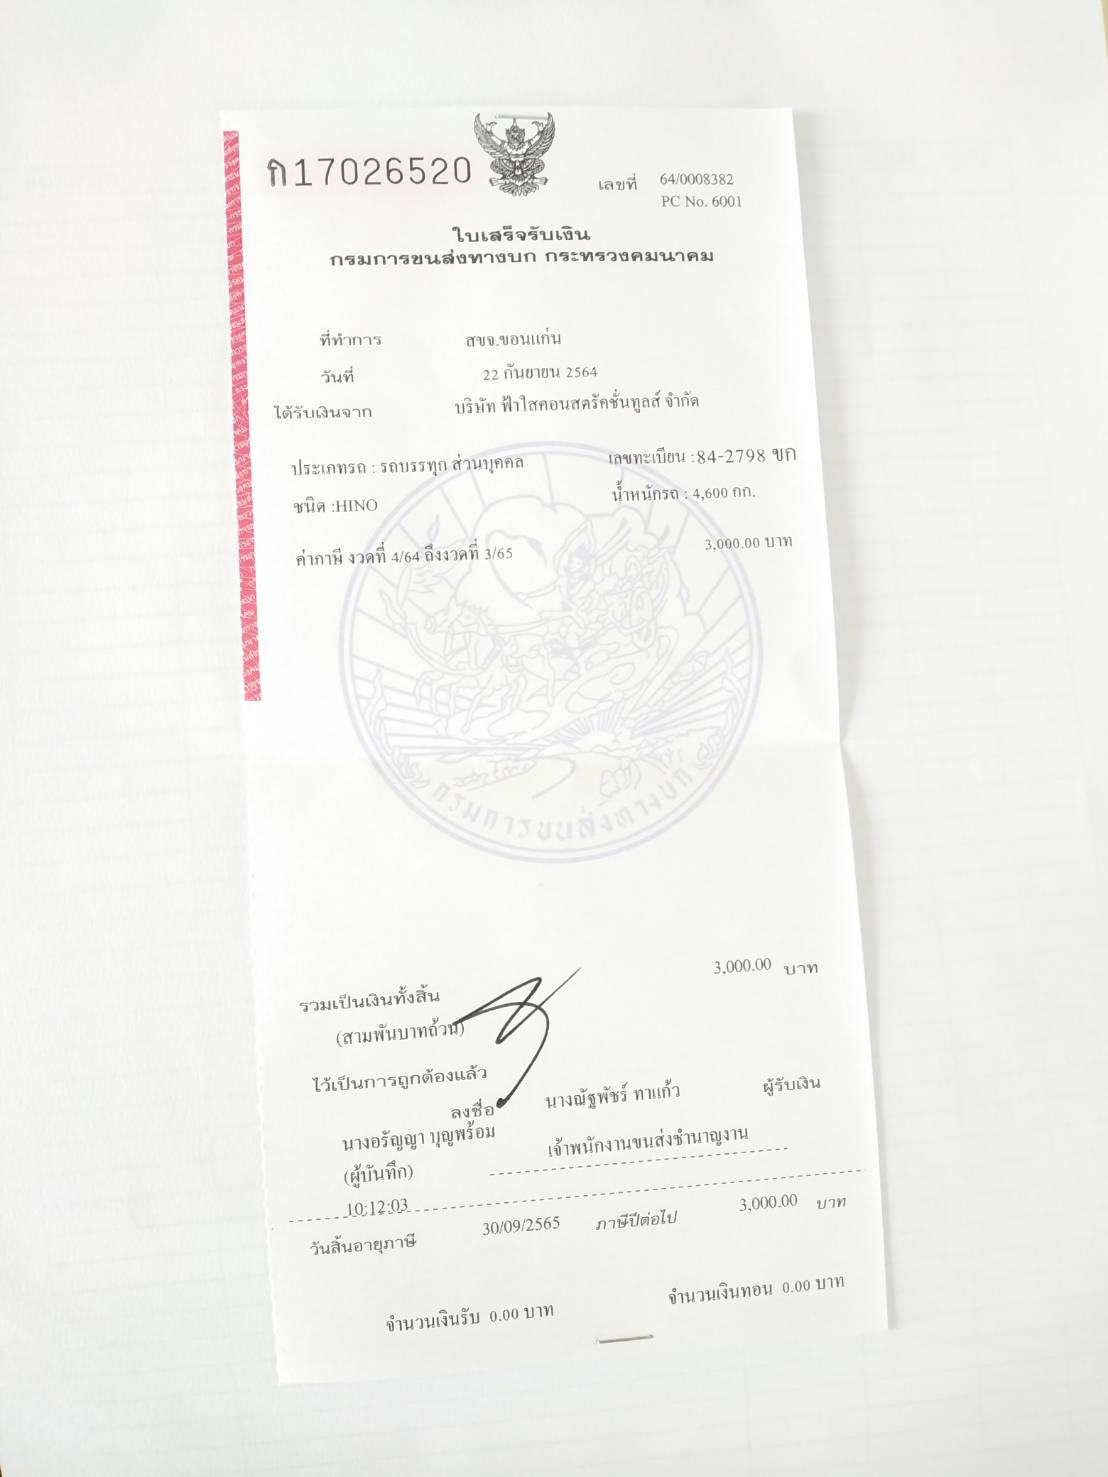 ก17026520
เลขที่ 64/0008382
PC No. 6001
ใบเสร็จรับเงิน
กรมการขนส่งทางบก กระทรวงคมนาคม
ที่ทำการ สขจ.ขอนแก่น
วันที่ 22 กันยายน 2564
ได้รับเงินจาก บริษัท ฟ้าใสคอนสตรัคชั่นทูลส์ จำกัด
ประเภทรถ : รถบรรทุก ส่วนบุคคล เลขทะเบียน :84-2798 ขก
ชนิด :HINO น้ำหนักรถ : 4,600 กก.
ค่าภาษี งวดที่ 4/64 ถึงงวดที่ 3/65 3,000.00 บาท
กรมการขนส่งทางบก
รวมเป็นเงินทั้งสิ้น 3,000.00 บาท
(สามพันบาทถ้วน)
ไว้เป็นการถูกต้องแล้ว
ลงชื่อ นางณัฐพัชร์ ทาแก้ว ผู้รับเงิน
นางอรัญญา บุญพร้อม เจ้าพนักงานขนส่งชำนาญงาน
(ผู้บันทึก)
10:12:03
วันสิ้นอายุภาษี 30/09/2565 ภาษีปีต่อไป 3,000.00 บาท
จำนวนเงินรับ 0.00 บาท จำนวนเงินทอน 0.00 บาท